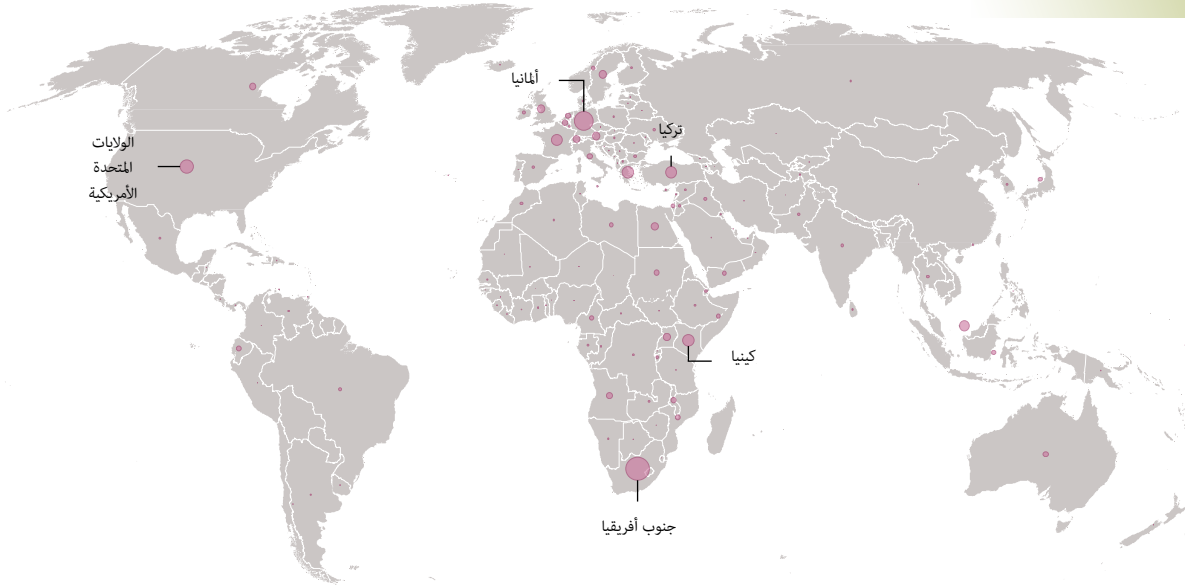 ألمانيا
تركيا
الولايات
المتحدة
الأمريكية
كينيا
جنوب أفريقيا